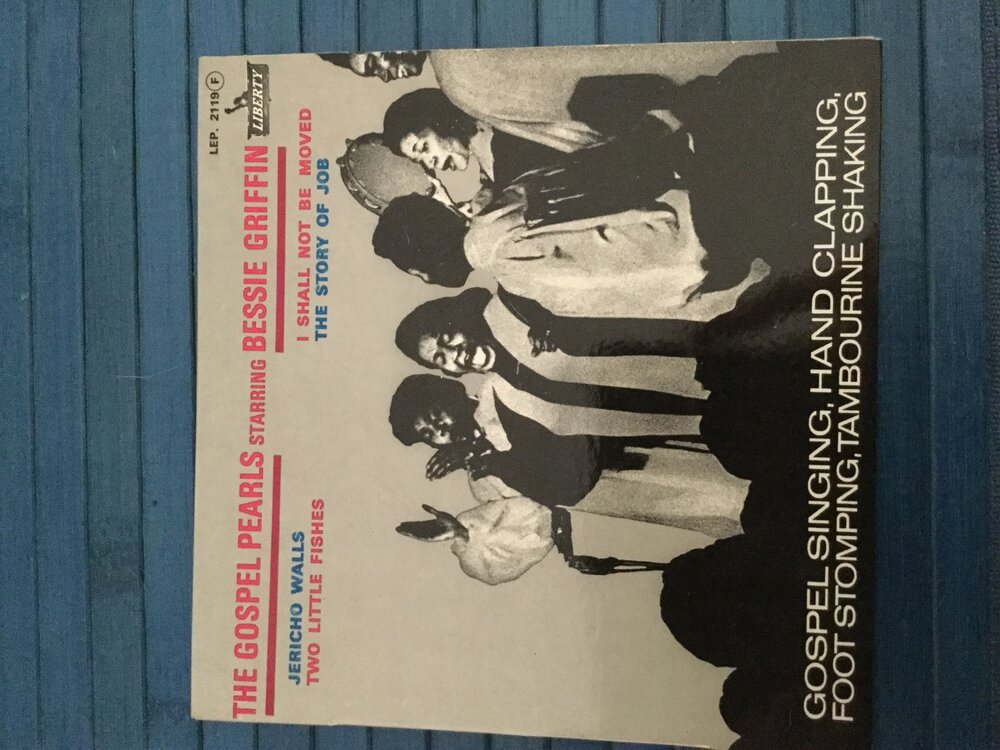 LEP. 2119 F
LIBERTY
THE GOSPEL PEARLS STARRING BESSIE GRIFFIN
JERICHO WALLS
TWO LITTLE FISHES
I SHALL NOT BE MOVED
THE STORY OF JOB
GOSPEL SINGING, HAND CLAPPING,
FOOT STOMPING, TAMBOURINE SHAKING